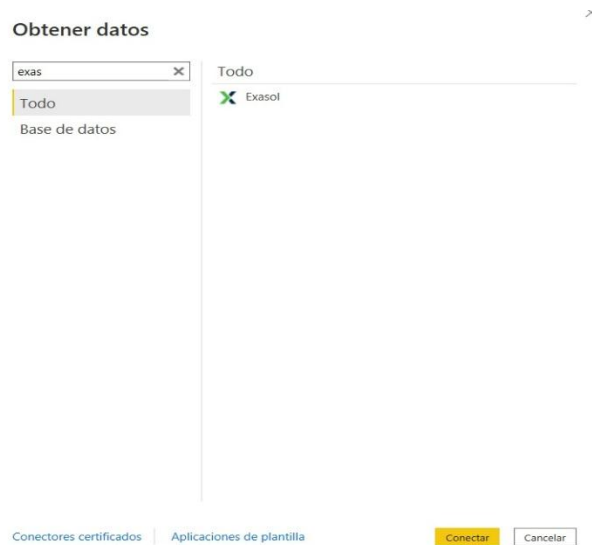 Obtener datos
exas
Todo
Base de datos
Todo
Exasol
Conectores certificados
Aplicaciones de plantilla
Conectar
Cancelar